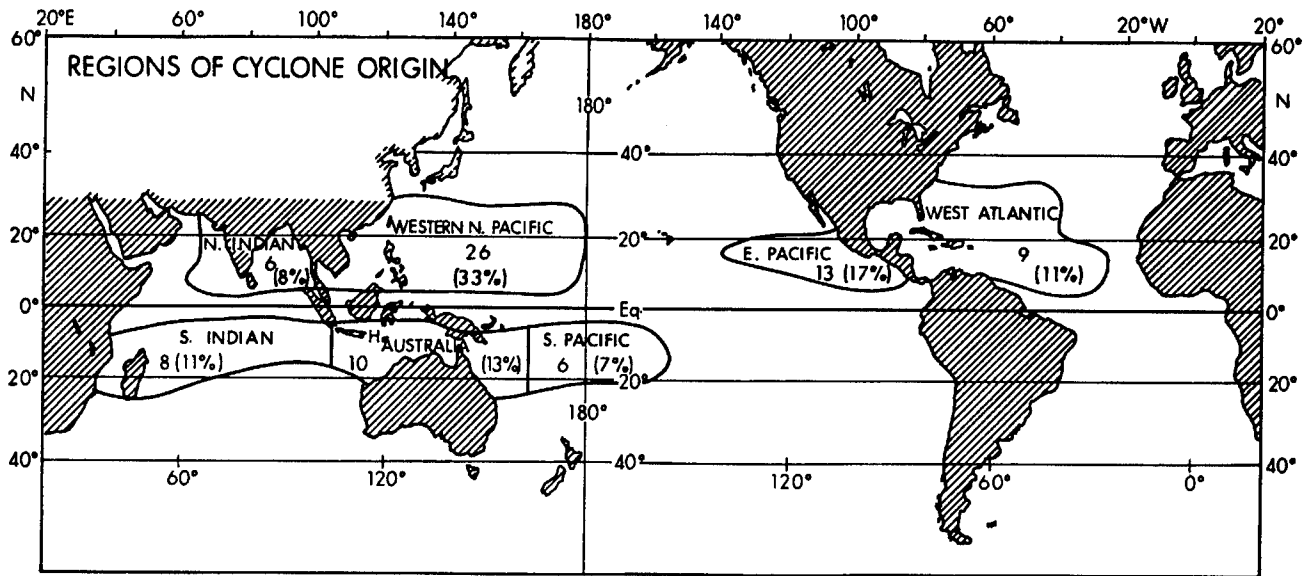 20°E 60° 100° 140° 180° 140° 100° 60° 20°W 20°
60° 60°
REGIONS OF CYCLONE ORIGIN
N N
180°
40° 40° 40°
WESTERN N. PACIFIC WEST ATLANTIC
20° N. INDIAN 26 20° E. PACIFIC 9 20°
6 (8%) (33%) 13 (17%) (11%)
0° Eq 0°
S. INDIAN H. AUSTRALIA S. PACIFIC
8 (11%) 10 (13%) 6 (7%)
20° 20° 20°
180°
40° 40° 40°
60° 120° 120° 60° 0°